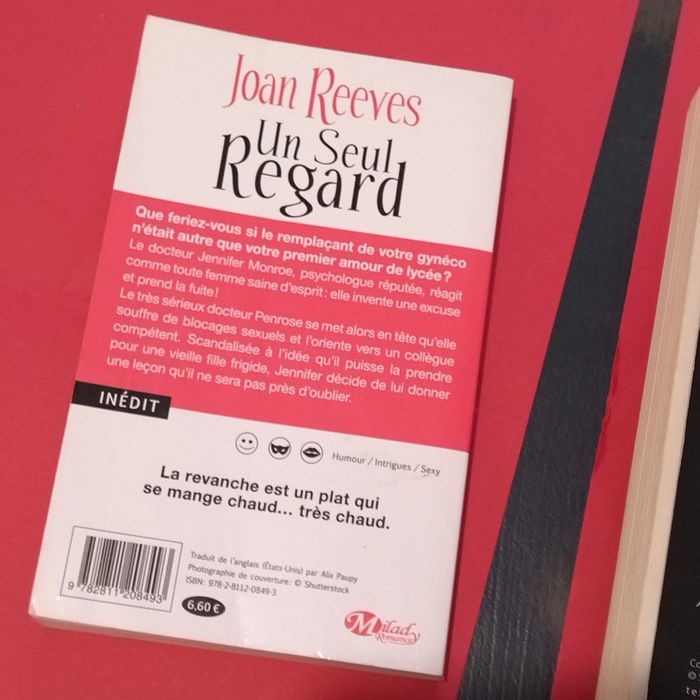 Joan Reeves
Un Seul
Regard
Que feriez-vous si le remplaçant de votre gynéco
n'était autre que votre premier amour de lycée ?
Le docteur Jennifer Monroe, psychologue réputée, réagit
comme toute femme saine d'esprit : elle invente une excuse
et prend la fuite !
Le très sérieux docteur Penrose se met alors en tête qu'elle
souffre de blocages sexuels et l'oriente vers un collègue
compétent. Scandalisée à l'idée qu'il puisse la prendre
pour une vieille fille frigide, Jennifer décide de lui donner
une leçon qu'il ne sera pas près d'oublier.
INÉDIT
Humour / Intrigues / Sexy
La revanche est un plat qui
se mange chaud... très chaud.
Traduit de l'anglais (États-Unis) par Alix Paupy
Photographie de couverture: © Shutterstock
ISBN: 978-2-8112-0849-3
9 782811 208493
6,60 €
Milady
Romance